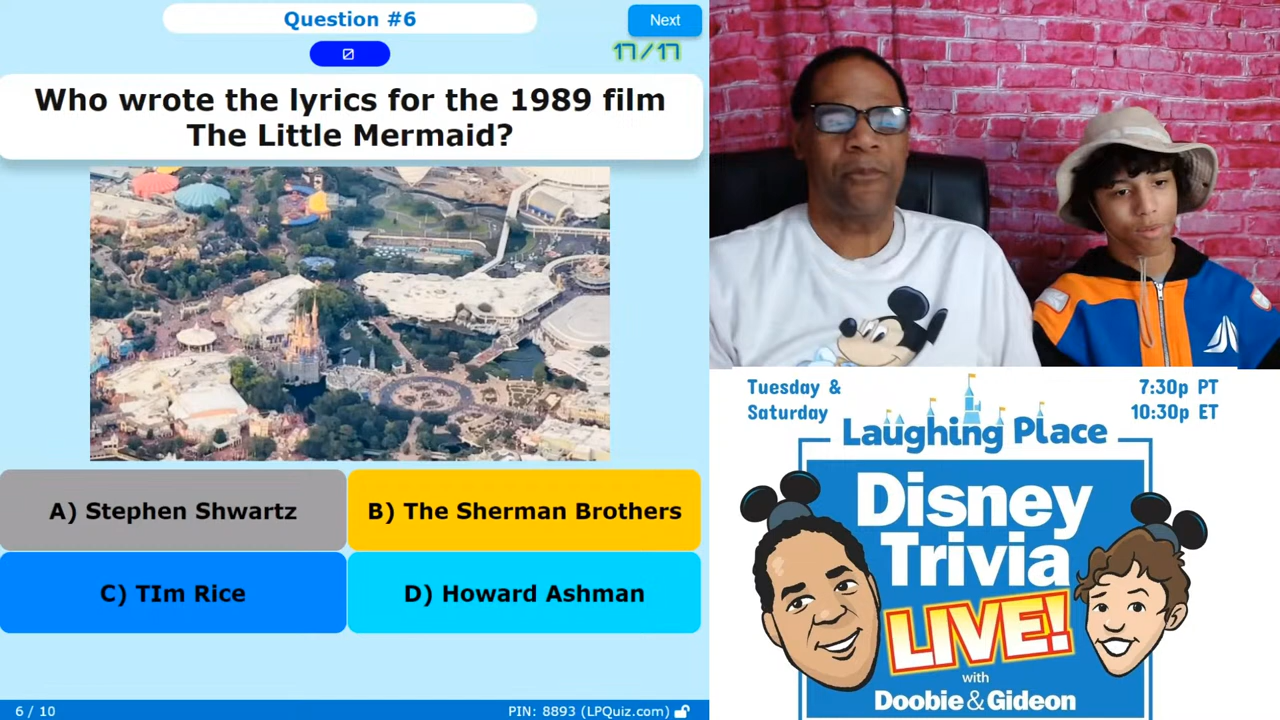 Question #6
Next
17/17
Who wrote the lyrics for the 1989 film
The Little Mermaid?
A) Stephen Shwartz
B) The Sherman Brothers
C) TIm Rice
D) Howard Ashman
6 / 10
PIN: 8893 (LPQuiz.com)
Tuesday &
Saturday
7:30p PT
10:30p ET
Laughing Place
Disney
Trivia
LIVE!
with
Doobie & Gideon